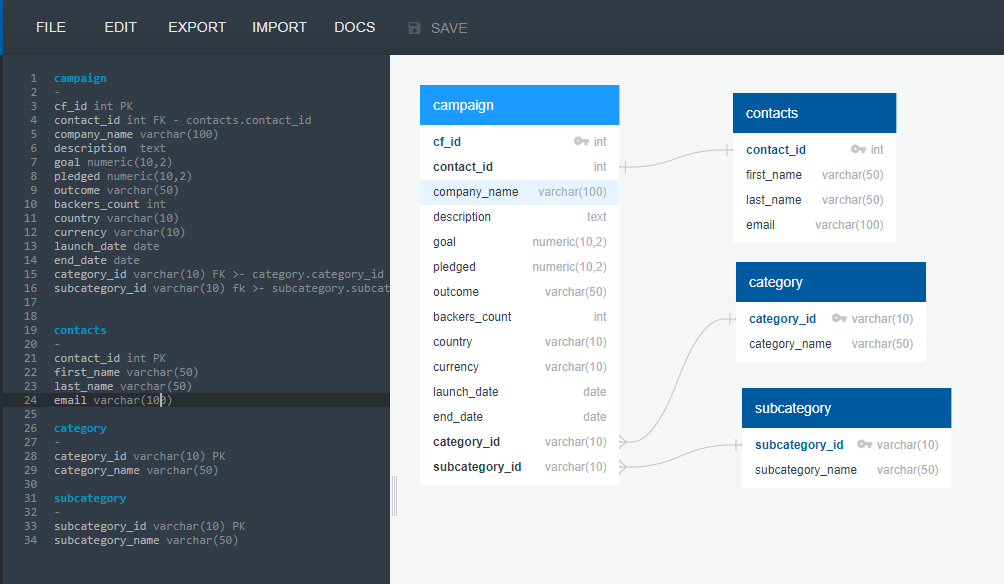 FILE EDIT EXPORT IMPORT DOCS SAVE
1 campaign
2 -
3 cf_id int PK
4 contact_id int FK - contacts.contact_id
5 company_name varchar(100)
6 description  text
7 goal numeric(10,2)
8 pledged numeric(10,2)
9 outcome varchar(50)
10 backers_count int
11 country varchar(10)
12 currency varchar(10)
13 launch_date date
14 end_date date
15 category_id varchar(10) FK >- category.category_id
16 subcategory_id varchar(10) fk >- subcategory.subcat
17
18
19 contacts
20 -
21 contact_id int PK
22 first_name varchar(50)
23 last_name varchar(50)
24 email varchar(100)
25
26 category
27 -
28 category_id varchar(10) PK
29 category_name varchar(50)
30
31 subcategory
32 -
33 subcategory_id varchar(10) PK
34 subcategory_name varchar(50)
campaign
cf_id int
contact_id int
company_name varchar(100)
description text
goal numeric(10,2)
pledged numeric(10,2)
outcome varchar(50)
backers_count int
country varchar(10)
currency varchar(10)
launch_date date
end_date date
category_id varchar(10)
subcategory_id varchar(10)
contacts
contact_id int
first_name varchar(50)
last_name varchar(50)
email varchar(100)
category
category_id varchar(10)
category_name varchar(50)
subcategory
subcategory_id varchar(10)
subcategory_name varchar(50)